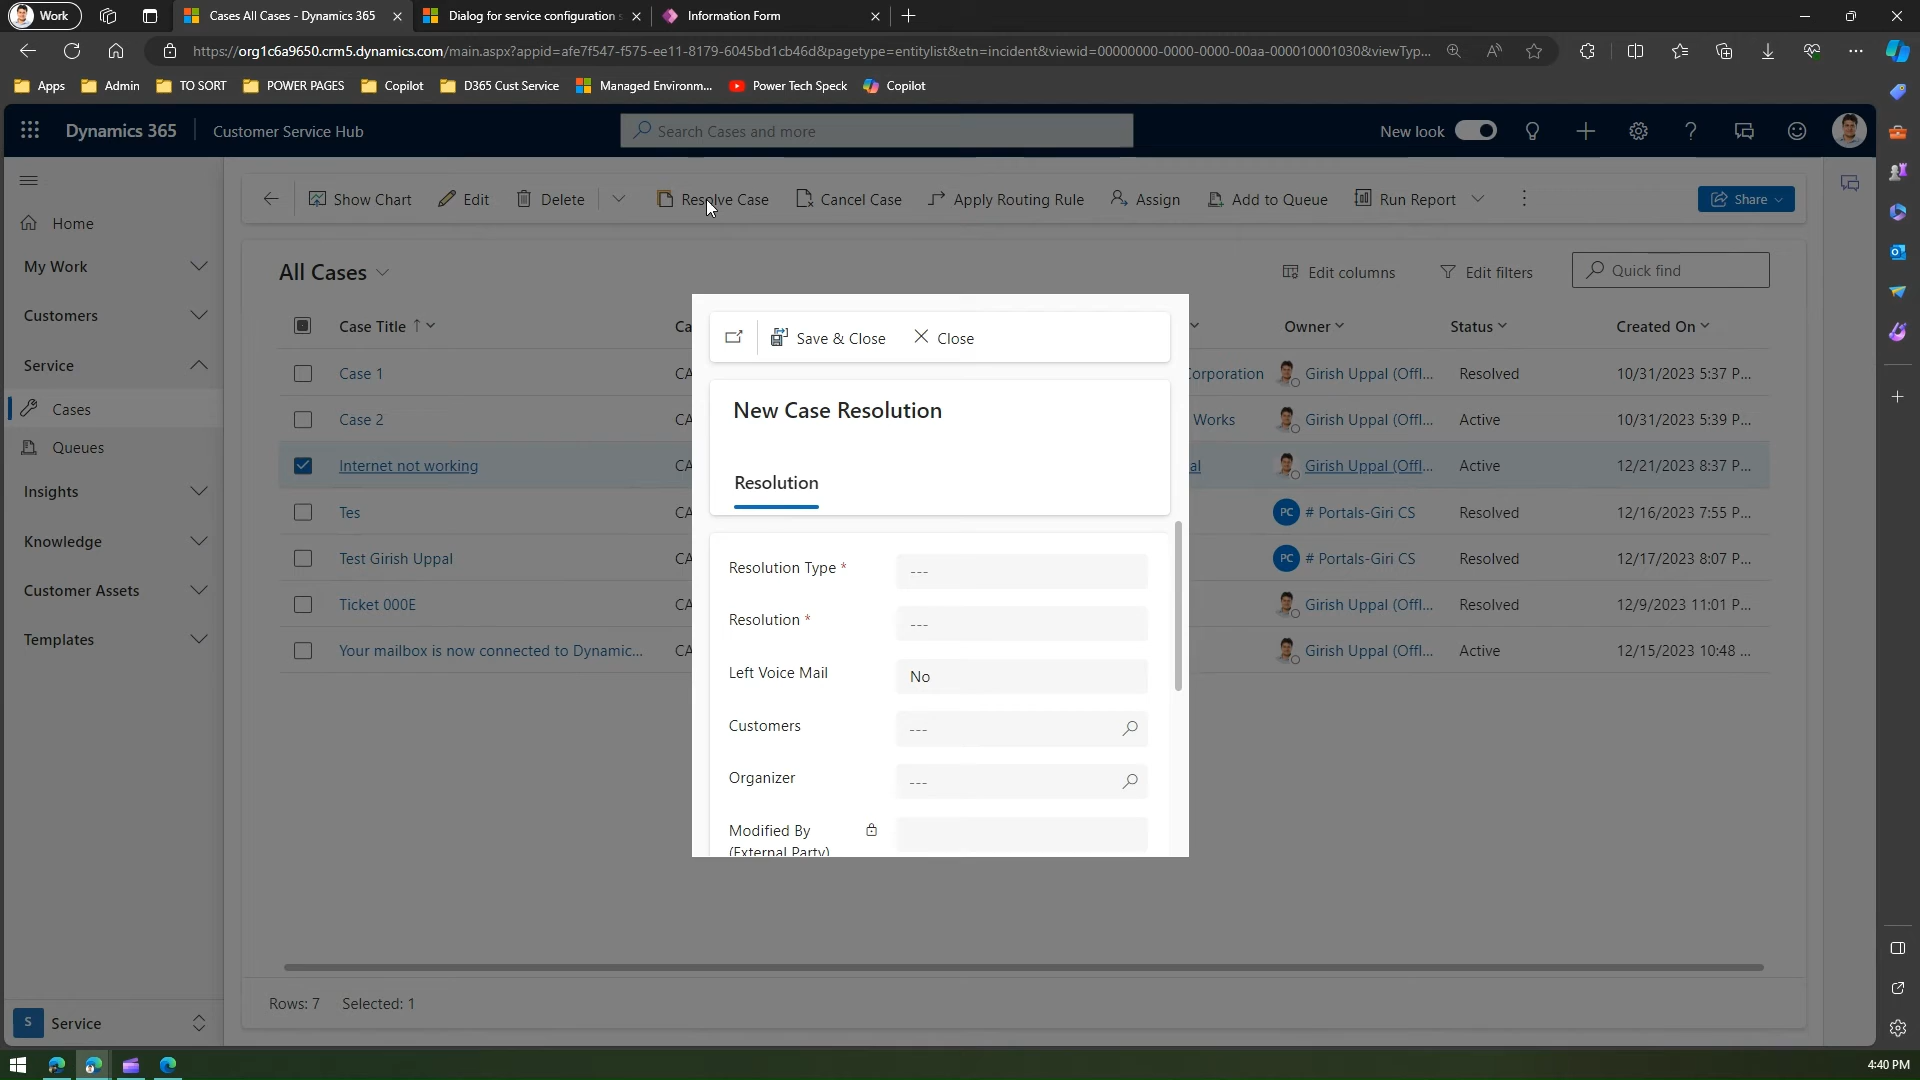 Work
Cases All Cases - Dynamics 365
Dialog for service configuration s
Information Form
https://org1c6a9650.crm5.dynamics.com/main.aspx?appid=afe7f547-f575-ee11-8179-6045bd1cb46d&pagetype=entitylist&etn=incident&viewid=00000000-0000-0000-00aa-000010001030&viewTyp...
Apps
Admin
TO SORT
POWER PAGES
Copilot
D365 Cust Service
Managed Environm...
Power Tech Speck
Copilot
Dynamics 365
Customer Service Hub
Search Cases and more
New look
Show Chart
Edit
Delete
Resolve Case
Cancel Case
Apply Routing Rule
Assign
Add to Queue
Run Report
Share
Home
My Work
Customers
Service
Cases
Queues
Insights
Knowledge
Customer Assets
Templates
S Service
All Cases
Edit columns
Edit filters
Quick find
Case Title ↑ Ca Owner Status Created On
Case 1 CA Corporation Girish Uppal (Offl... Resolved 10/31/2023 5:37 P...
Case 2 CA Works Girish Uppal (Offl... Active 10/31/2023 5:39 P...
Internet not working CA al Girish Uppal (Offl... Active 12/21/2023 8:37 P...
Tes CA PC # Portals-Giri CS Resolved 12/16/2023 7:55 P...
Test Girish Uppal CA PC # Portals-Giri CS Resolved 12/17/2023 8:07 P...
Ticket 000E CA Girish Uppal (Offl... Resolved 12/9/2023 11:01 P...
Your mailbox is now connected to Dynamic... CA Girish Uppal (Offl... Active 12/15/2023 10:48 ...
Save & Close
Close
New Case Resolution
Resolution
Resolution Type * ---
Resolution * ---
Left Voice Mail No
Customers ---
Organizer ---
Modified By
(External Party)
Rows: 7 Selected: 1
4:40 PM